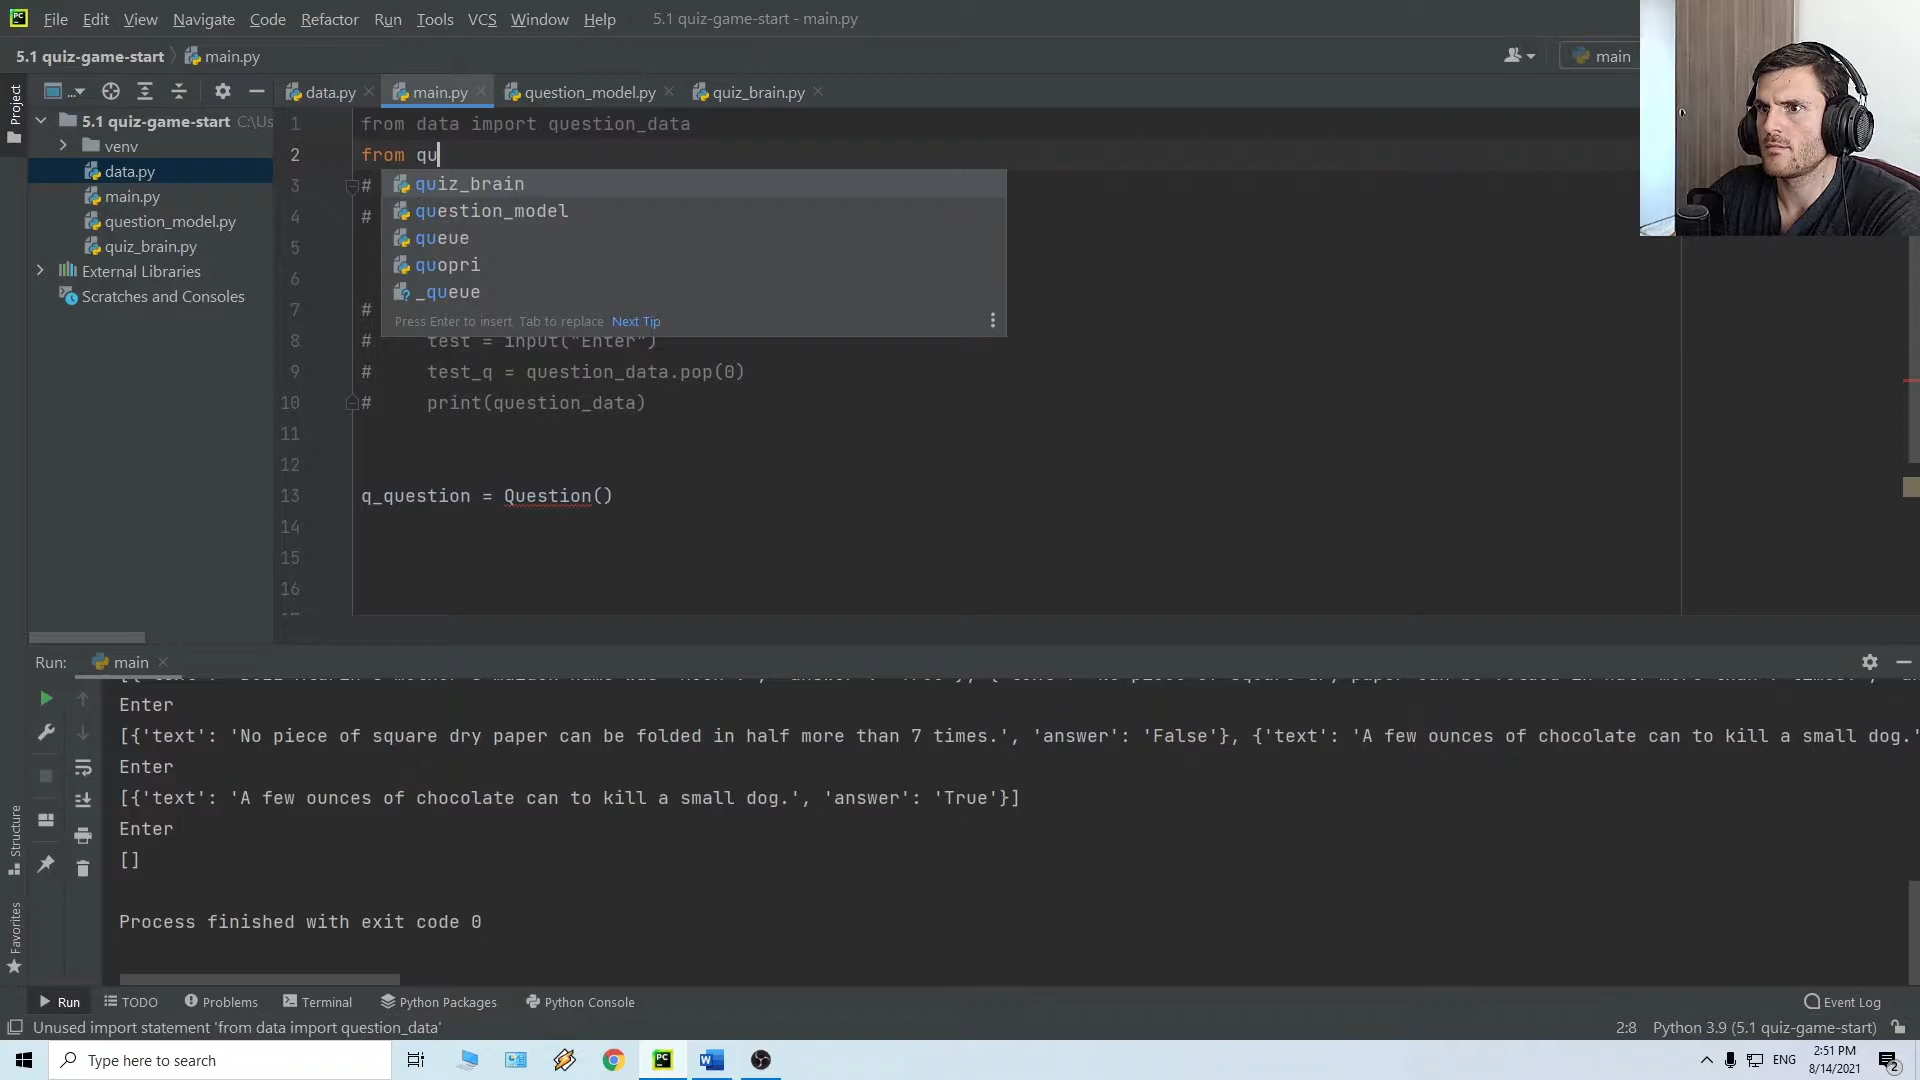 File Edit View Navigate Code Refactor Run Tools VCS Window Help 5.1 quiz-game-start - main.py
5.1 quiz-game-start main.py main
Project
... data.py main.py question_model.py quiz_brain.py
5.1 quiz-game-start C:\Us
venv
data.py
main.py
question_model.py
quiz_brain.py
External Libraries
Scratches and Consoles
1 from data import question_data
2 from qu
3 #
4 #
5
6
7 #
8 # test = input("Enter")
9 # test_q = question_data.pop(0)
10 # print(question_data)
11
12
13 q_question = Question()
14
15
16
quiz_brain
question_model
queue
quopri
_queue
Press Enter to insert, Tab to replace Next Tip
Run: main
Enter
[{'text': 'No piece of square dry paper can be folded in half more than 7 times.', 'answer': 'False'}, {'text': 'A few ounces of chocolate can to kill a small dog.'
Enter
[{'text': 'A few ounces of chocolate can to kill a small dog.', 'answer': 'True'}]
Enter
[]
Process finished with exit code 0
Structure
Favorites
Run TODO Problems Terminal Python Packages Python Console Event Log
Unused import statement 'from data import question_data' 2:8 Python 3.9 (5.1 quiz-game-start)
Type here to search PC W ENG 2:51 PM 2
8/14/2021